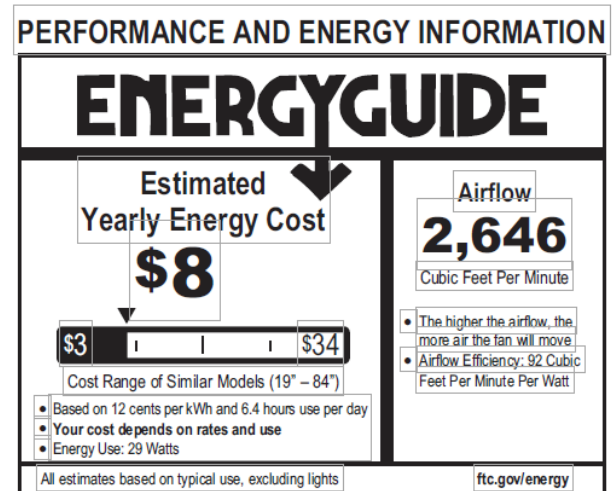 PERFORMANCE AND ENERGY INFORMATION
ENERGYGUIDE
Estimated
Yearly Energy Cost
$8
$3
$34
Cost Range of Similar Models (19” – 84”)
● Based on 12 cents per kWh and 6.4 hours use per day
● Your cost depends on rates and use
● Energy Use: 29 Watts
Airflow
2,646
Cubic Feet Per Minute
● The higher the airflow, the
more air the fan will move
● Airflow Efficiency: 92 Cubic
Feet Per Minute Per Watt
All estimates based on typical use, excluding lights
ftc.gov/energy